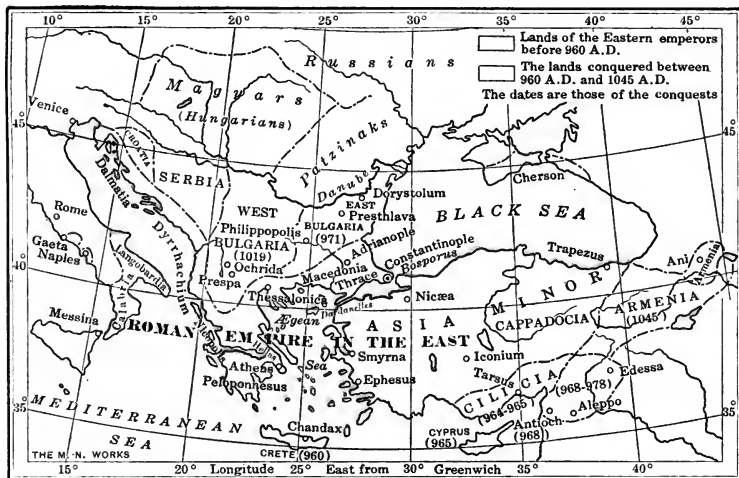 10°
15°
20°
25°
30°
35°
40°
45°
Lands of the Eastern emperors
before 960 A.D.
The lands conquered between
960 A.D. and 1045 A.D.
The dates are those of the conquests
Russians
Magyars
(Hungarians)
Patzinaks
Venice
45°
45°
CROATIA
SERBIA
Dalmatia
Danube
Cherson
Dorystolum
EAST
Presthlava
BULGARIA
(971)
WEST
Philippopolis
BULGARIA
(1019)
BLACK SEA
Rome
Gaeta
Naples
Langobardia
Dyrrhachium
Ochrida
Prespa
Adrianople
Constantinople
Bosporus
Macedonia
Thrace
Thessalonica
Trapezus
Ani
Armenia
40°
40°
Dardanelles
Nicæa
MINOR
ARMENIA
(1045)
CAPPADOCIA
Calabria
Messina
Nicopolis
Ægean
Sea
ASIA
ROMAN EMPIRE IN THE EAST
Hellas
Athens
Peloponnesus
Smyrna
Ephesus
Iconium
Tarsus
CILICIA
(964-965)
(968-978)
Edessa
Aleppo
Antioch
(968)
35°
35°
CYPRUS
(965)
MEDITERRANEAN
SEA
Chandax
CRETE (960)
THE M.-N. WORKS
15°
20°
Longitude
25°
East from
30°
Greenwich
35°
40°